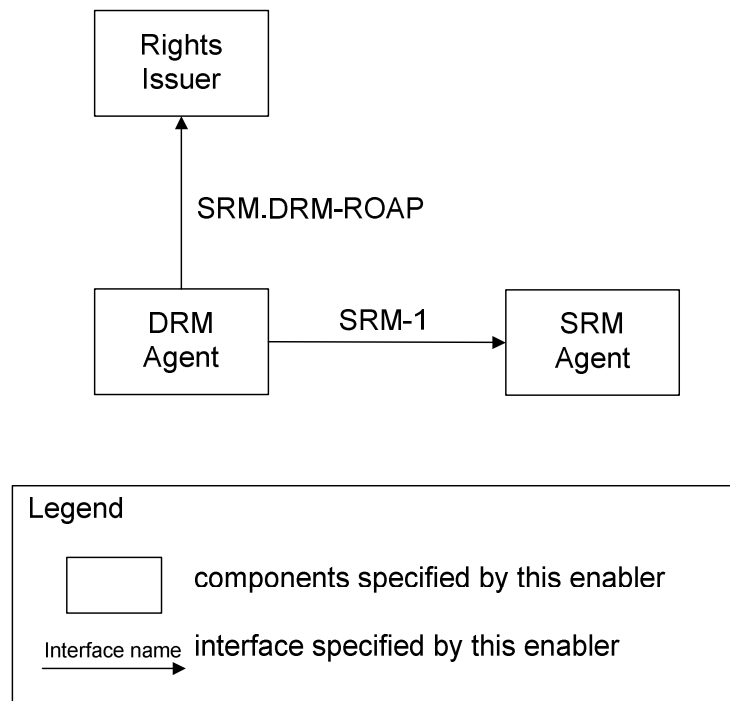 Rights
Issuer
SRM.DRM-ROAP
DRM
Agent
SRM-1
SRM
Agent
Legend
components specified by this enabler
Interface name
interface specified by this enabler